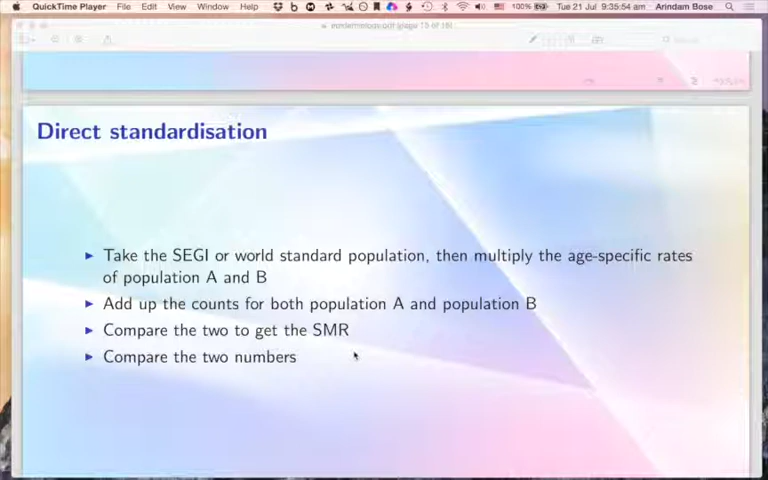 QuickTime Player File Edit View Window Help 100% Tue 21 Jul 9:35:54 am Arindam Bose
Direct standardisation
Take the SEGI or world standard population, then multiply the age-specific rates
of population A and B
Add up the counts for both population A and population B
Compare the two to get the SMR
Compare the two numbers